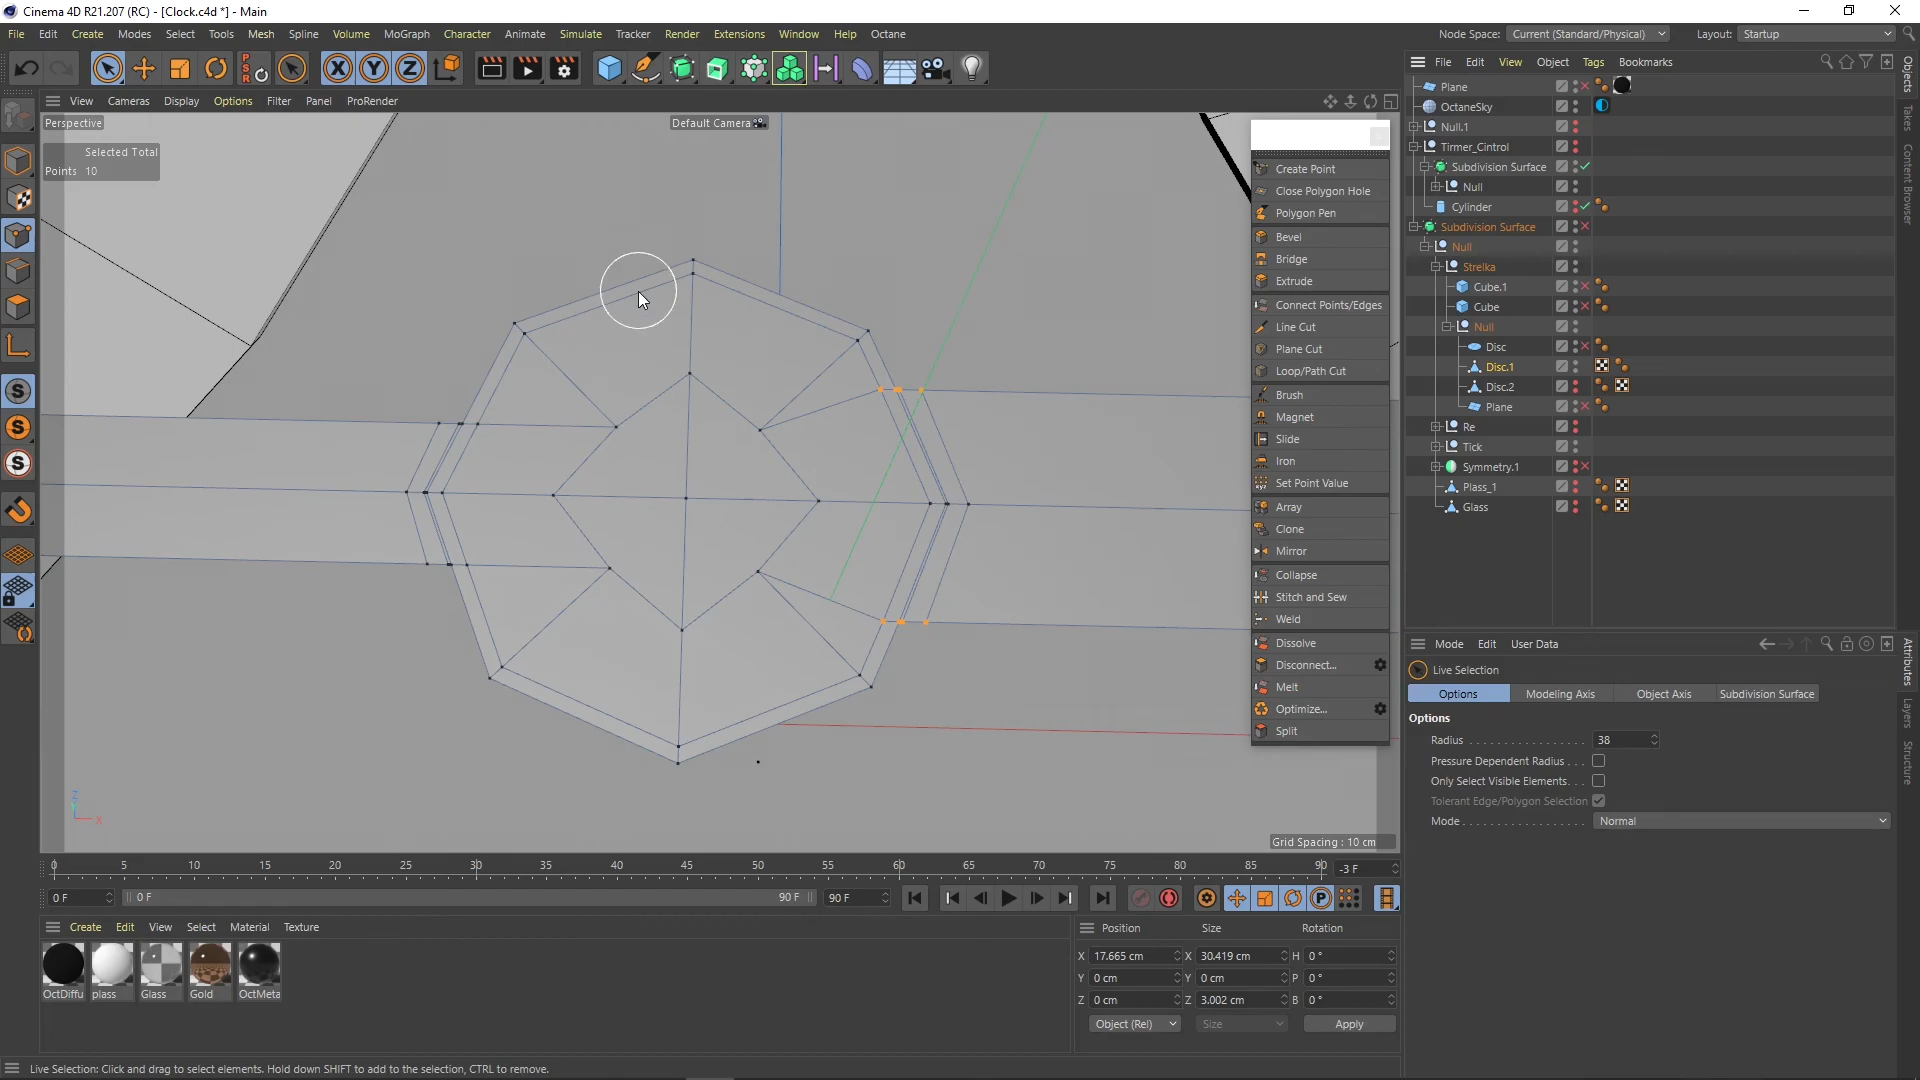 Cinema 4D R21.207 (RC) - [Clock.c4d *] - Main
File Edit Create Modes Select Tools Mesh Spline Volume MoGraph Character Animate Simulate Tracker Render Extensions Window Help Octane
Node Space: Current (Standard/Physical) Layout: Startup
View Cameras Display Options Filter Panel ProRender
Perspective
Default Camera
Selected Total
Points 10
Create Point
Close Polygon Hole
Polygon Pen
Bevel
Bridge
Extrude
Connect Points/Edges
Line Cut
Plane Cut
Loop/Path Cut
Brush
Magnet
Slide
Iron
Set Point Value
Array
Clone
Mirror
Collapse
Stitch and Sew
Weld
Dissolve
Disconnect...
Melt
Optimize...
Split
Grid Spacing : 10 cm
Z
Y
X
File Edit View Object Tags Bookmarks
Plane
OctaneSky
Null.1
Tirmer_Cintrol
Subdivision Surface
Null
Cylinder
Subdivision Surface
Null
Strelka
Cube.1
Cube
Null
Disc
Disc.1
Disc.2
Plane
Re
Tick
Symmetry.1
Plass_1
Glass
Objects
Takes
Content Browser
Mode Edit User Data
Live Selection
Options Modeling Axis Object Axis Subdivision Surface
Options
Radius 38
Pressure Dependent Radius
Only Select Visible Elements
Tolerant Edge/Polygon Selection
Mode Normal
Attributes
Layers
Structure
0 5 10 15 20 25 30 35 40 45 50 55 60 65 70 75 80 85 90 -3 F
0 F 0 F 90 F 90 F
Create Edit View Select Material Texture
OctDiffu plass Glass Gold OctMeta
Position Size Rotation
X 17.665 cm X 30.419 cm H 0 °
Y 0 cm Y 0 cm P 0 °
Z 0 cm Z 3.002 cm B 0 °
Object (Rel) Size Apply
Live Selection: Click and drag to select elements. Hold down SHIFT to add to the selection, CTRL to remove.